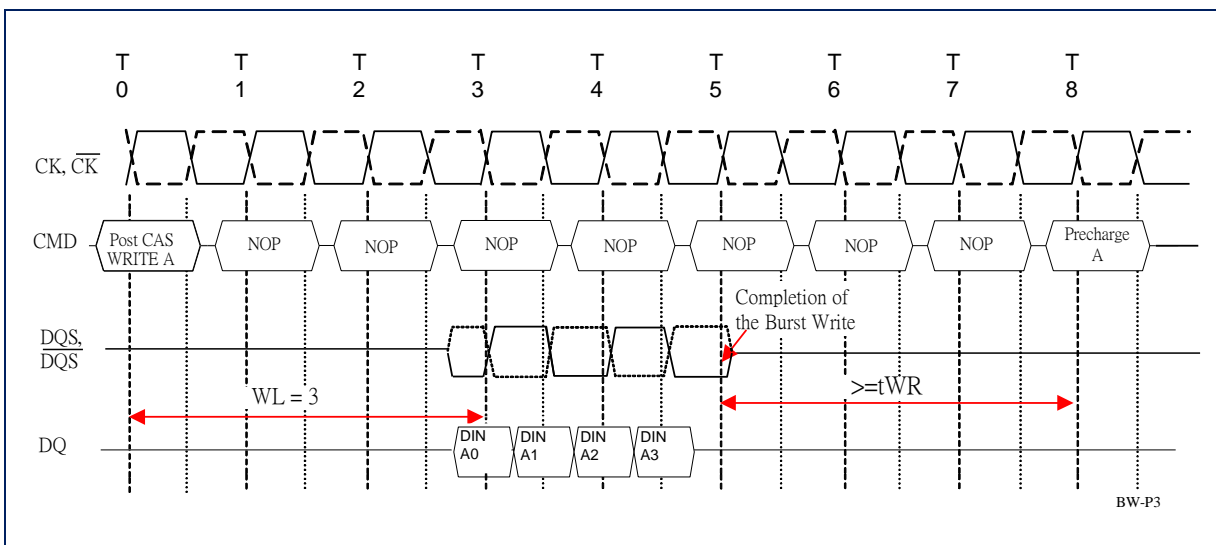 T T T T T T T T T
0 1 2 3 4 5 6 7 8
CK, CK
CMD
Post CAS
WRITE A
NOP
NOP
NOP
NOP
NOP
NOP
NOP
Precharge
A
Completion of
the Burst Write
DQS,
DQS
WL = 3
>=tWR
DQ
DIN
A0
DIN
A1
DIN
A2
DIN
A3
BW-P3